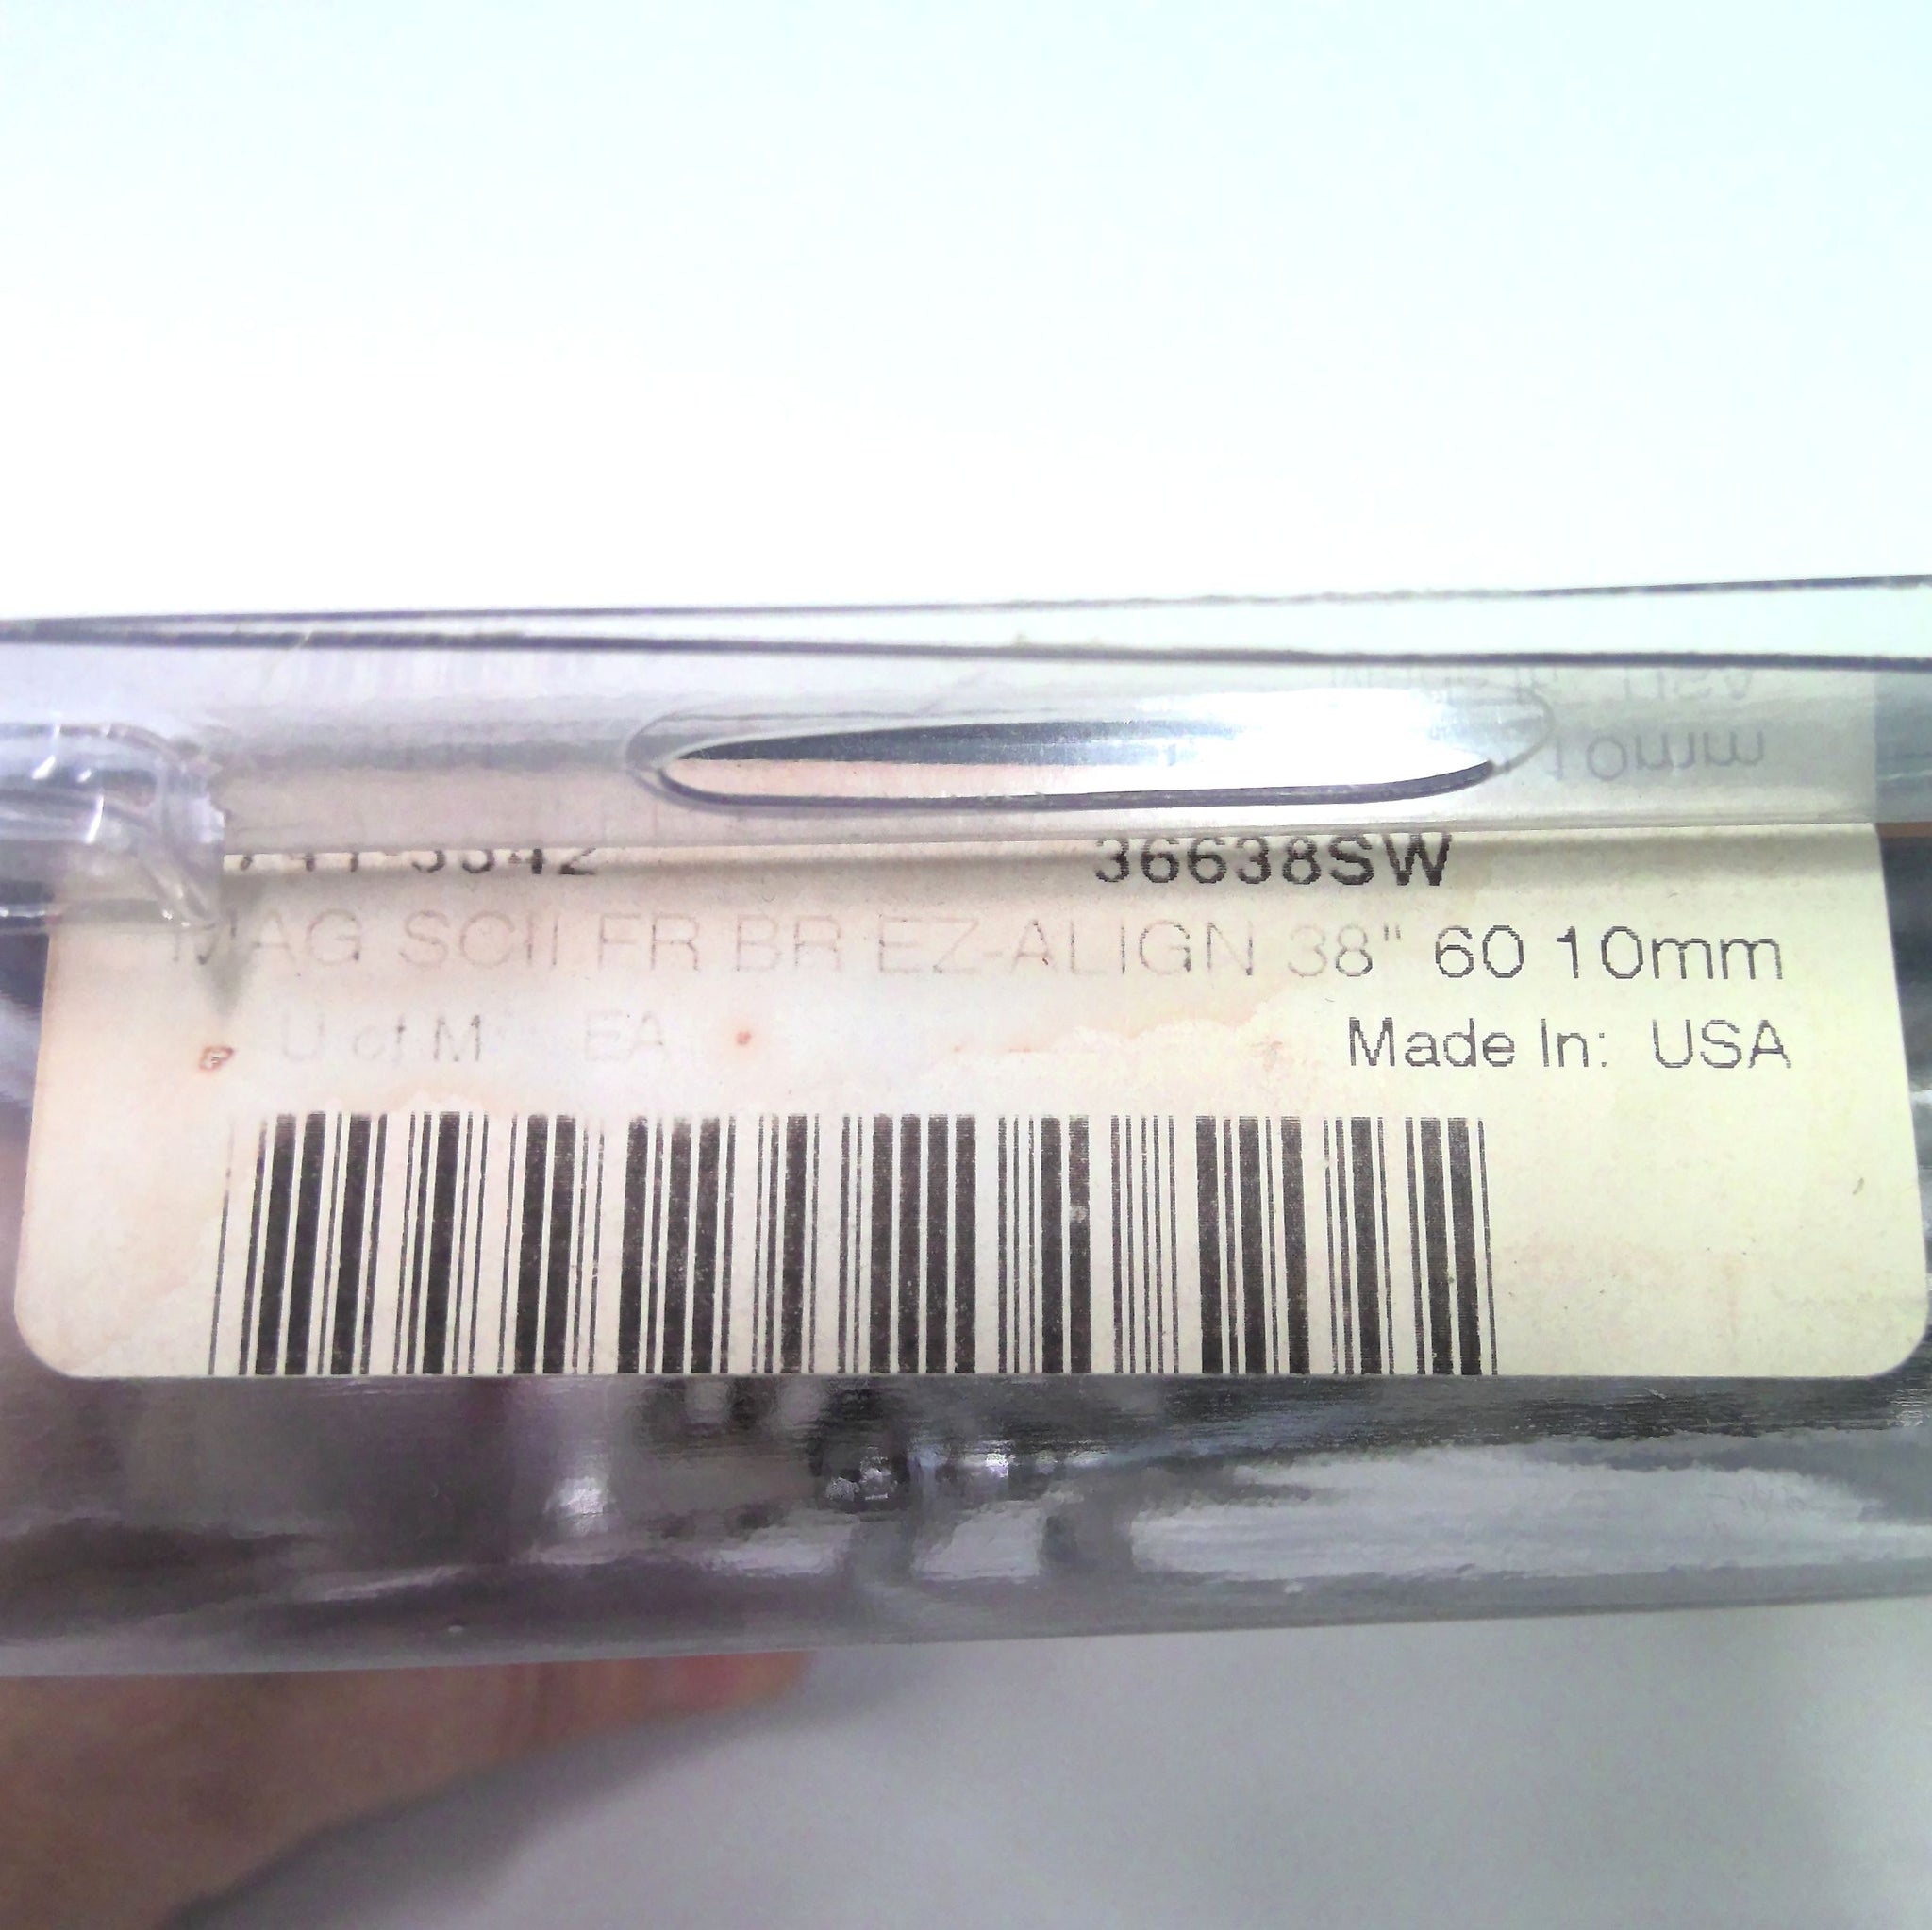 36638SW
MAG SCII FR BR EZ-ALIGN 38" 60 10mm
U of M EA Made In: USA